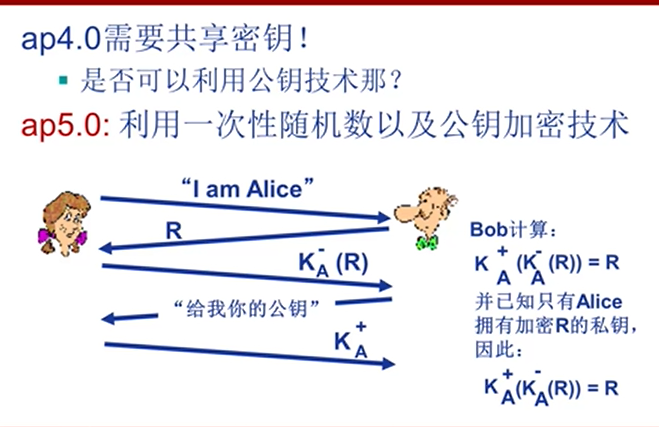 ap4.0需要共享密钥！
▪ 是否可以利用公钥技术那？
ap5.0: 利用一次性随机数以及公钥加密技术
“I am Alice”
R
K_A^- (R)
“给我你的公钥”
K_A^+
Bob计算：
K_A^+ (K_A^- (R)) = R
并已知只有Alice
拥有加密R的私钥，
因此：
K_A^+ (K_A^- (R)) = R